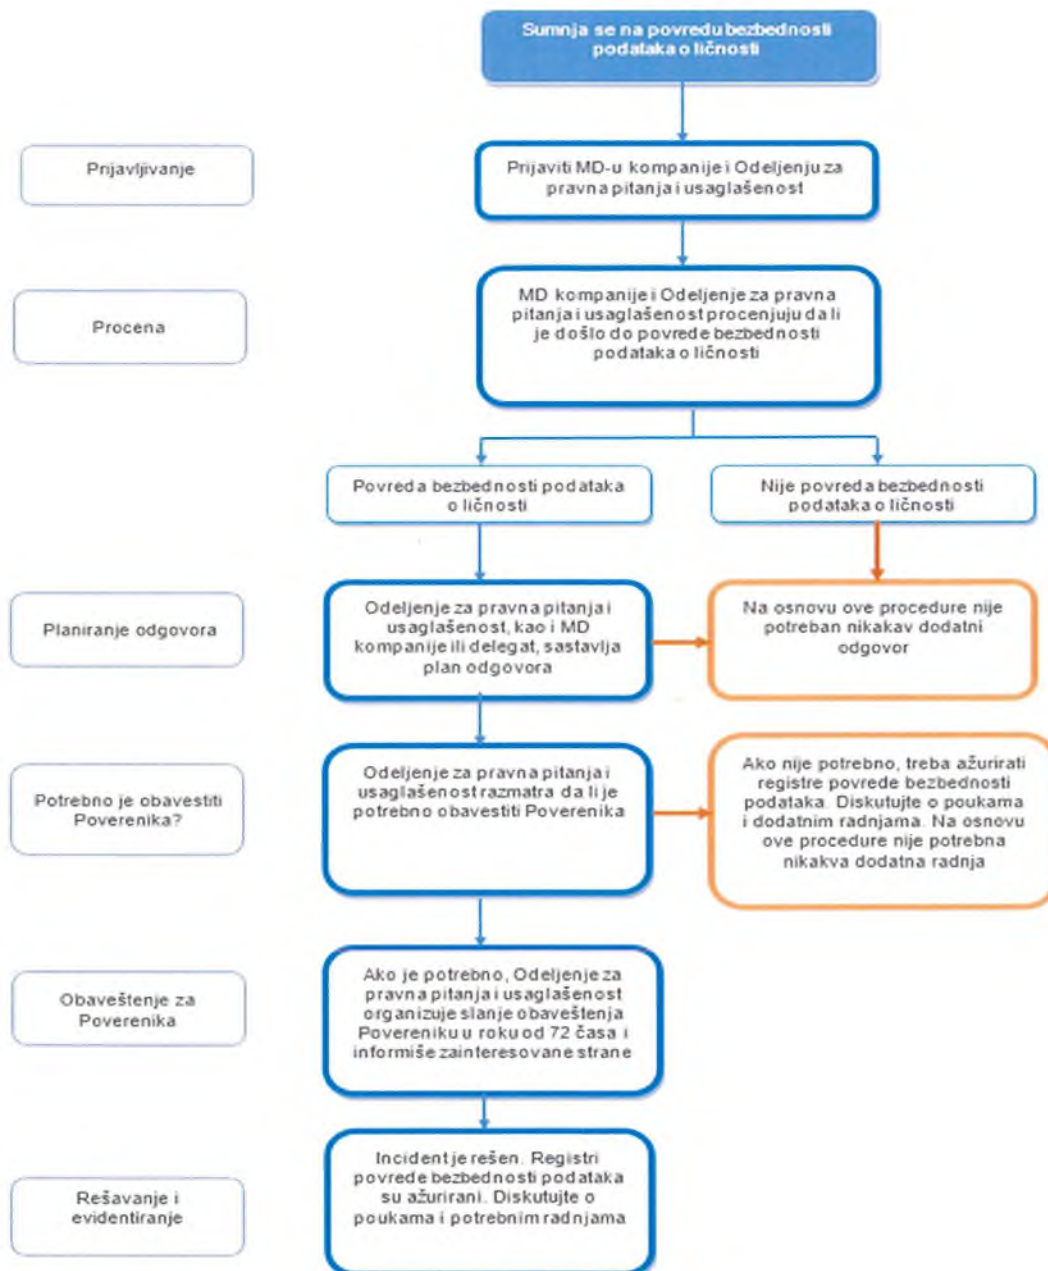 Sumnja se na povredu bezbednosti
podataka o ličnosti
Prijavljivanje
Prijaviti MD-u kompanije i Odeljenju za
pravna pitanja i usaglašenost
Procena
MD kompanije i Odeljenje za pravna
pitanja i usaglašenost procenjuju da li
je došlo do povrede bezbednosti
podataka o ličnosti
Povreda bezbednosti podataka
o ličnosti
Nije povreda bezbednosti
podataka o ličnosti
Planiranje odgovora
Odeljenje za pravna pitanja i
usaglašenost, kao i MD
kompanije ili delegat, sastavlja
plan odgovora
Na osnovu ove procedure nije
potreban nikakav dodatni
odgovor
Potrebno je obavestiti
Poverenika?
Odeljenje za pravna pitanja i
usaglašenost razmatra da li je
potrebno obavestiti Poverenika
Ako nije potrebno, treba ažurirati
registre povrede bezbednosti
podataka. Diskutujte o poukama
i dodatnim radnjama. Na osnovu
ove procedure nije potrebna
nikakva dodatna radnja
Obaveštenje za
Poverenika
Ako je potrebno, Odeljenje za
pravna pitanja i usaglašenost
organizuje slanje obaveštenja
Povereniku u roku od 72 časa i
informiše zainteresovane strane
Rešavanje i
evidentiranje
Incident je rešen. Registri
povrede bezbednosti podataka
su ažurirani. Diskutujte o
poukama i potrebnim radnjama